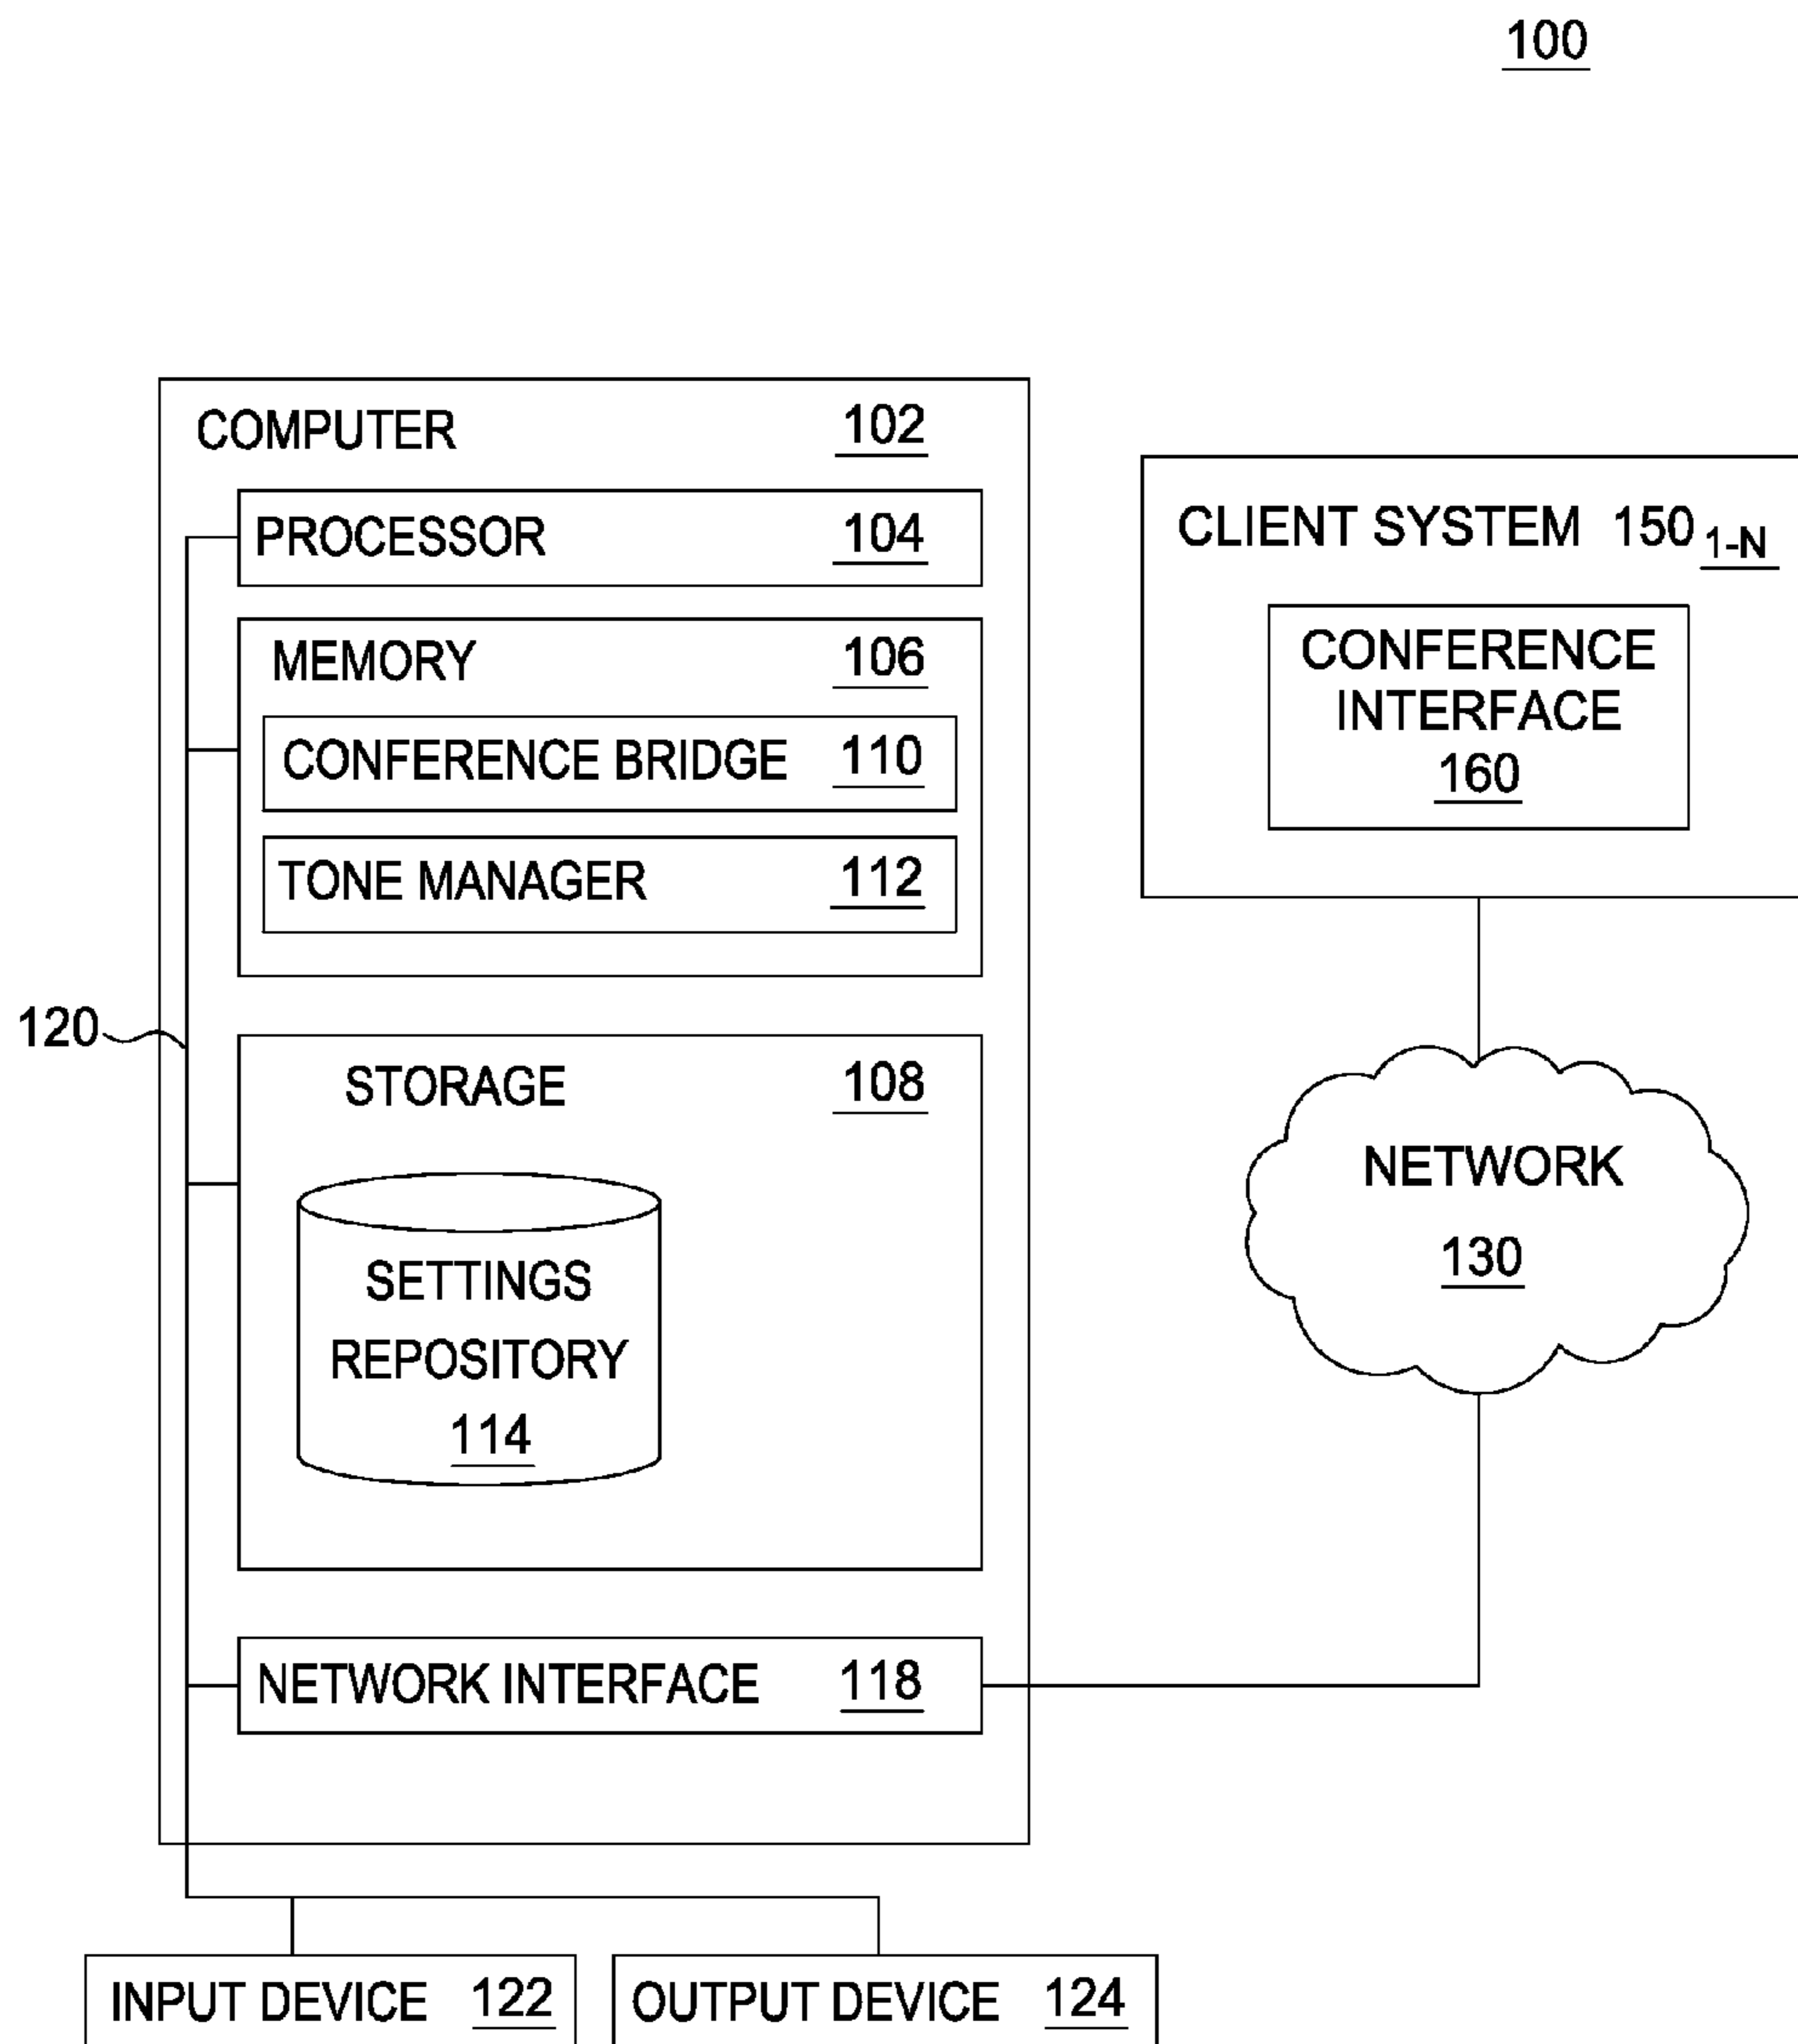 100
COMPUTER 102
PROCESSOR 104
MEMORY 106
CONFERENCE BRIDGE 110
TONE MANAGER 112
120
STORAGE 108
SETTINGS
REPOSITORY
114
NETWORK INTERFACE 118
INPUT DEVICE 122
OUTPUT DEVICE 124
CLIENT SYSTEM 150 1-N
CONFERENCE
INTERFACE
160
NETWORK
130